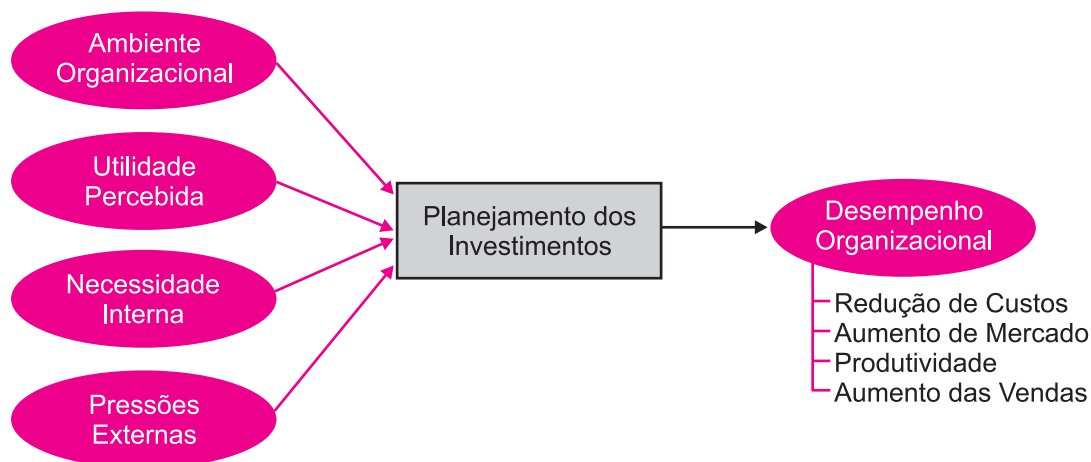 Ambiente
Organizacional
Utilidade
Percebida
Necessidade
Interna
Pressões
Externas
Planejamento dos
Investimentos
Desempenho
Organizacional
Redução de Custos
Aumento de Mercado
Produtividade
Aumento das Vendas